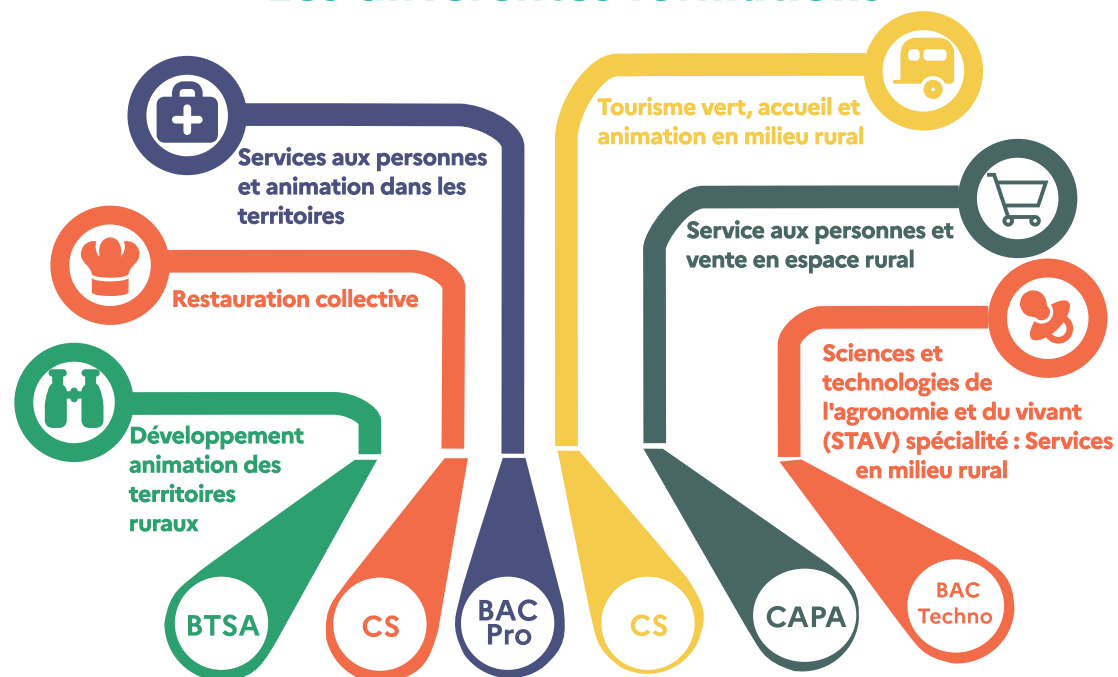 Services aux personnes
et animation dans les
territoires
Restauration collective
Développement
animation des
territoires
ruraux
Tourisme vert, accueil et
animation en milieu rural
Service aux personnes et
vente en espace rural
Sciences et
technologies de
l'agronomie et du vivant
(STAV) spécialité : Services
en milieu rural
BTSA
CS
BAC
Pro
CS
CAPA
BAC
Techno